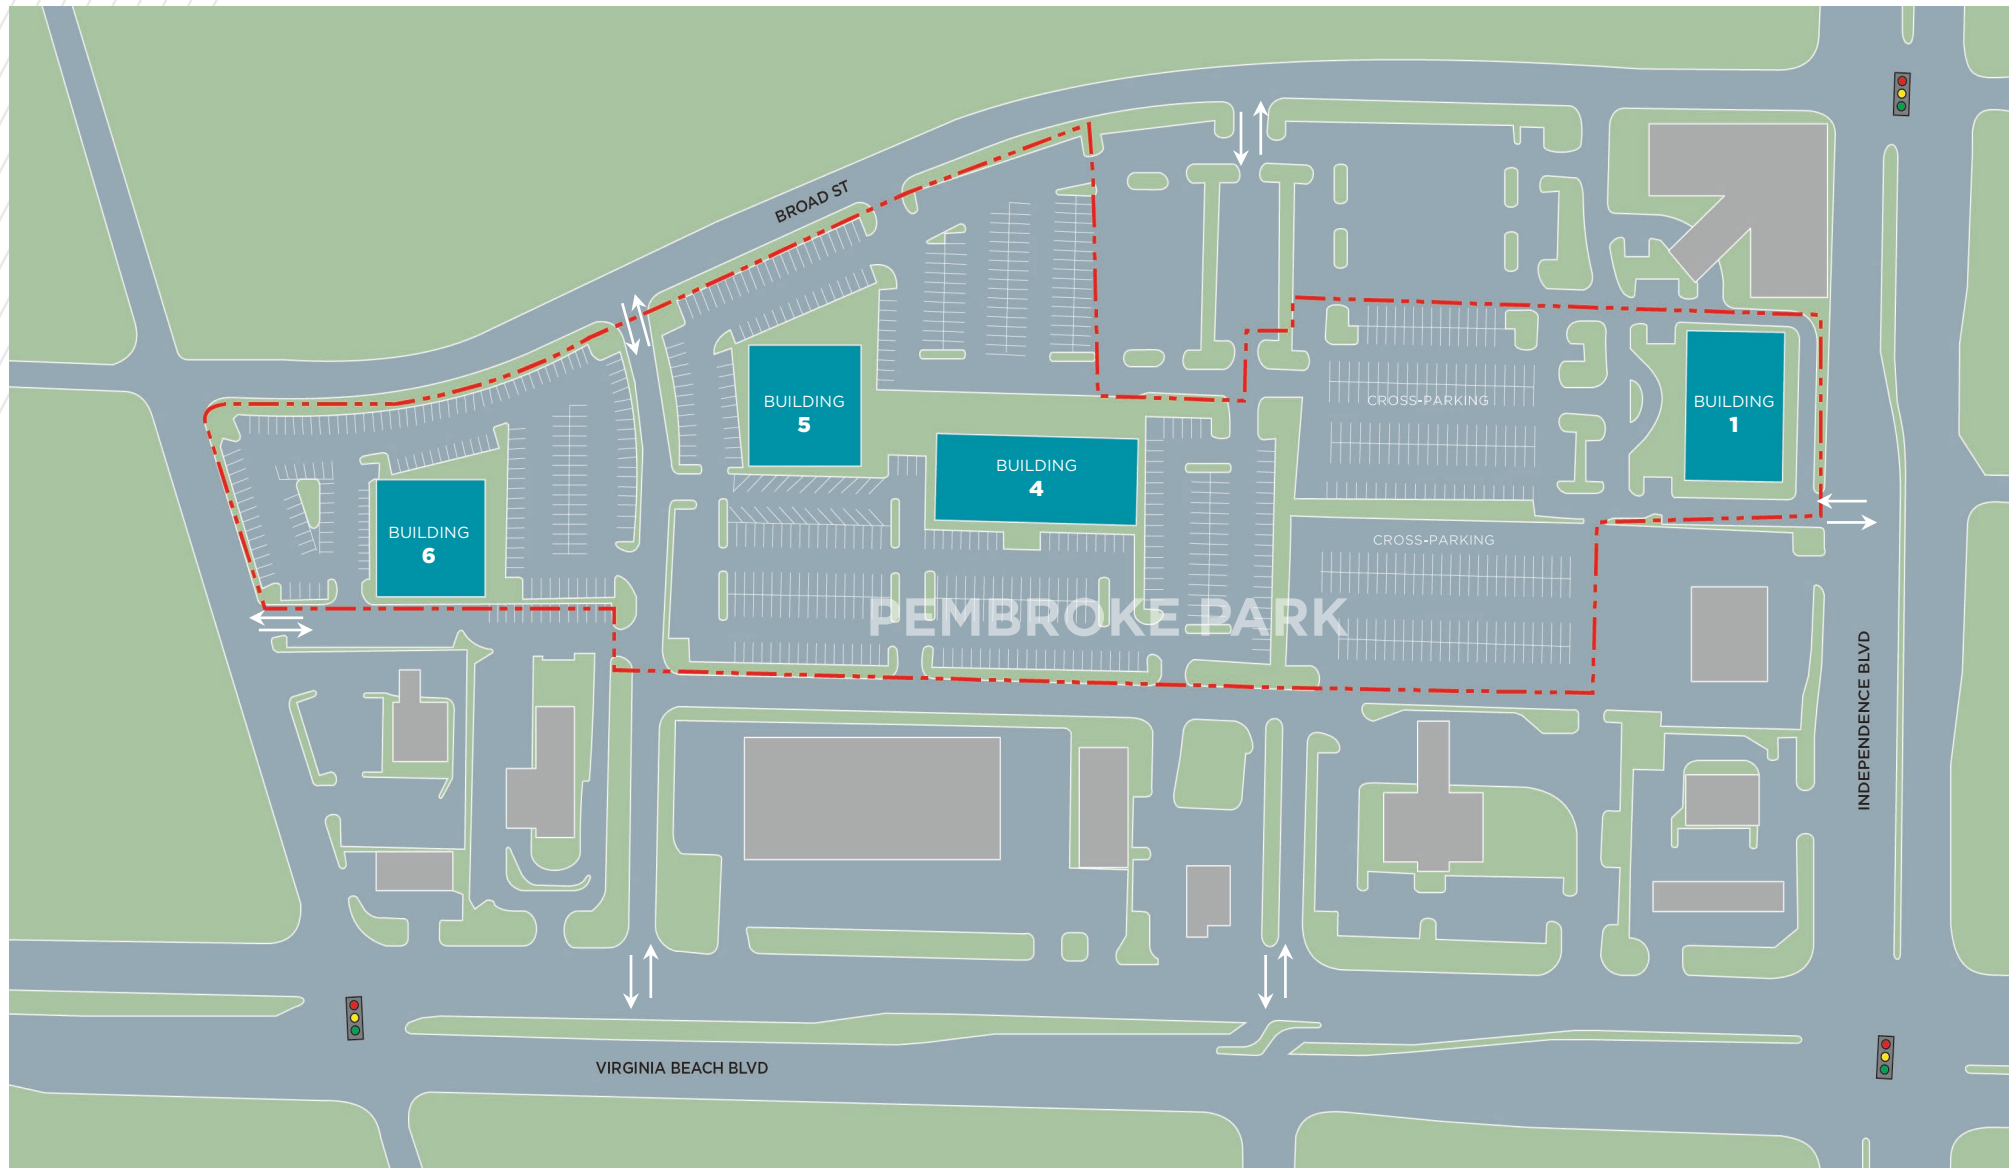 BROAD ST
BUILDING
5
BUILDING
4
BUILDING
6
CROSS-PARKING
BUILDING
1
CROSS-PARKING
PEMBROKE PARK
INDEPENDENCE BLVD
VIRGINIA BEACH BLVD